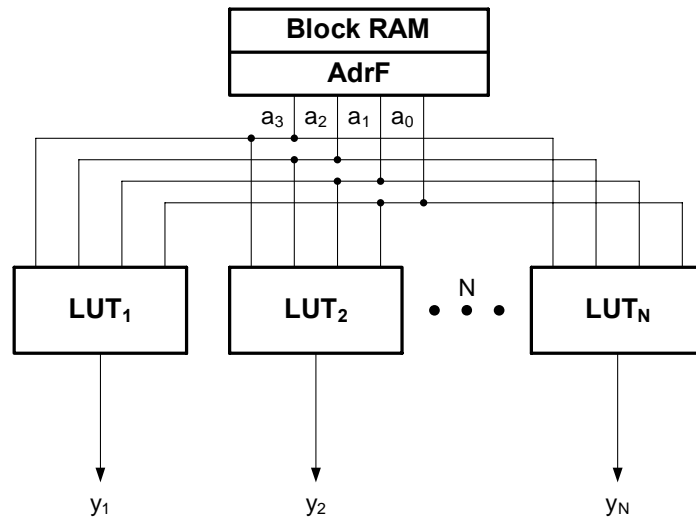 Block RAM
AdrF
a₃ a₂ a₁ a₀
N
LUT₁ LUT₂ LUTN
y₁ y₂ yN